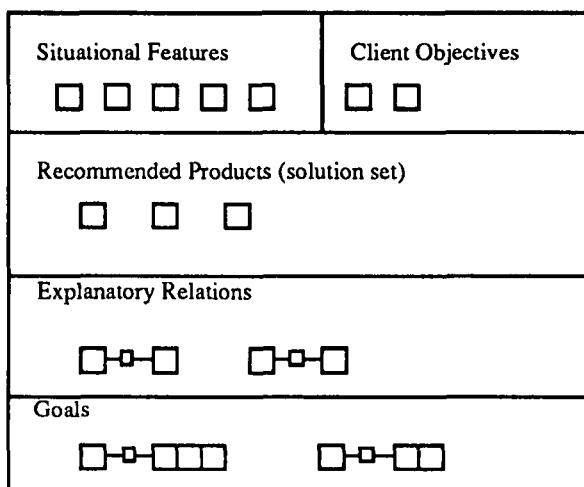 Situational Features
Client Objectives
Recommended Products (solution set)
Explanatory Relations
Goals